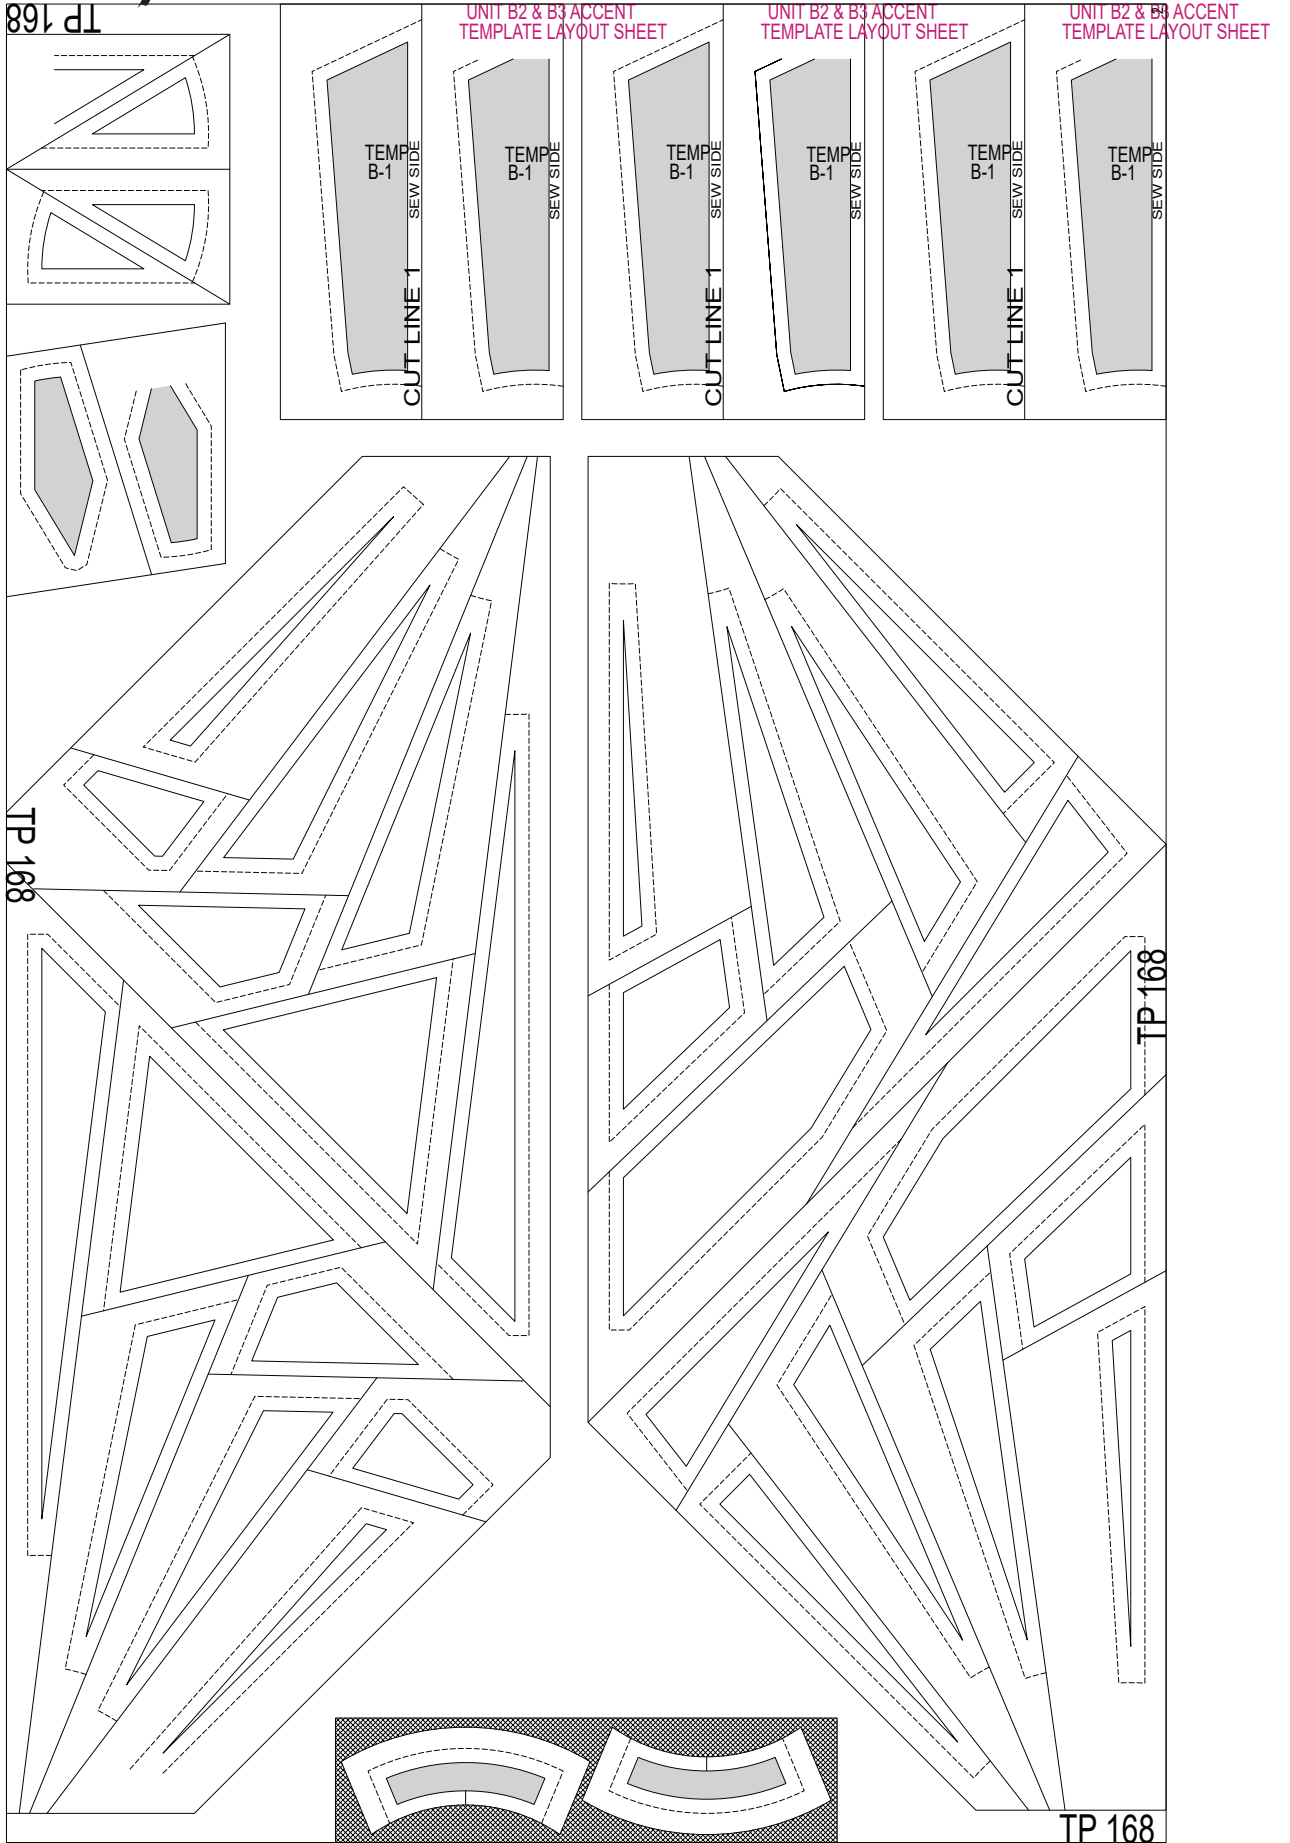 TP 168
UNIT B2 & B3 ACCENT
TEMPLATE LAYOUT SHEET
UNIT B2 & B3 ACCENT
TEMPLATE LAYOUT SHEET
UNIT B2 & B3 ACCENT
TEMPLATE LAYOUT SHEET
TEMP
B-1
SEW SIDE
CUT LINE 1
TEMP
B-1
SEW SIDE
TEMP
B-1
SEW SIDE
CUT LINE 1
TEMP
B-1
SEW SIDE
TEMP
B-1
SEW SIDE
CUT LINE 1
TEMP
B-1
SEW SIDE
TP 168
TP 168
TP 168